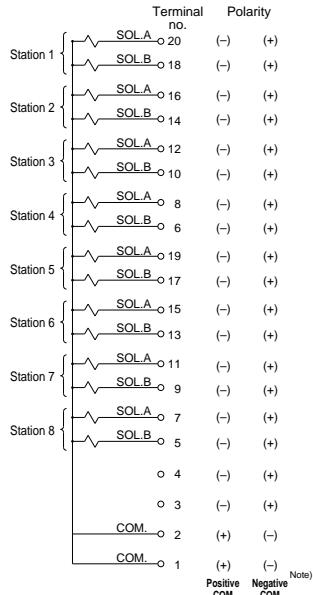 Terminal Polarity
no.
Station 1
SOL.A 20 (–) (+)
SOL.B 18 (–) (+)
Station 2
SOL.A 16 (–) (+)
SOL.B 14 (–) (+)
Station 3
SOL.A 12 (–) (+)
SOL.B 10 (–) (+)
Station 4
SOL.A 8 (–) (+)
SOL.B 6 (–) (+)
Station 5
SOL.A 19 (–) (+)
SOL.B 17 (–) (+)
Station 6
SOL.A 15 (–) (+)
SOL.B 13 (–) (+)
Station 7
SOL.A 11 (–) (+)
SOL.B 9 (–) (+)
Station 8
SOL.A 7 (–) (+)
SOL.B 5 (–) (+)
4 (–) (+)
3 (–) (+)
COM. 2 (+) (–)
COM. 1 (+) (–)
Positive Negative Note)
COM COM